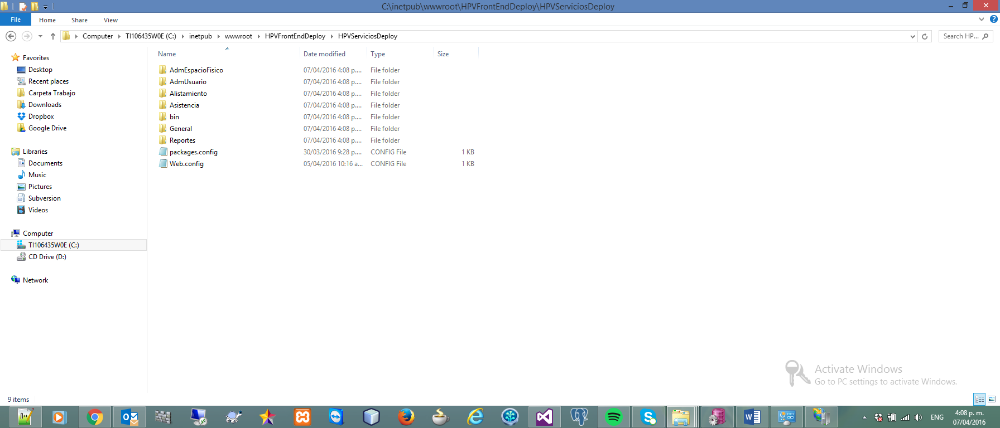 C:\inetpub\wwwroot\HPVFrontEndDeploy\HPVServiciosDeploy
File Home Share View
Computer TI106435W0E (C:) inetpub wwwroot HPVFrontEndDeploy HPVServiciosDeploy Search HP...
Name Date modified Type Size
Favorites
Desktop
Recent places
Carpeta Trabajo
Downloads
Dropbox
Google Drive
Libraries
Documents
Music
Pictures
Subversion
Videos
Computer
TI106435W0E (C:)
CD Drive (D:)
Network
AdmEspacioFisico 07/04/2016 4:08 p.... File folder
AdmUsuario 07/04/2016 4:08 p.... File folder
Alistamiento 07/04/2016 4:08 p.... File folder
Asistencia 07/04/2016 4:08 p.... File folder
bin 07/04/2016 4:08 p.... File folder
General 07/04/2016 4:08 p.... File folder
Reportes 07/04/2016 4:08 p.... File folder
packages.config 30/03/2016 9:28 p.... CONFIG File 1 KB
Web.config 05/04/2016 10:16 a... CONFIG File 1 KB
Activate Windows
Go to PC settings to activate Windows.
9 items
ENG
4:08 p. m.
07/04/2016